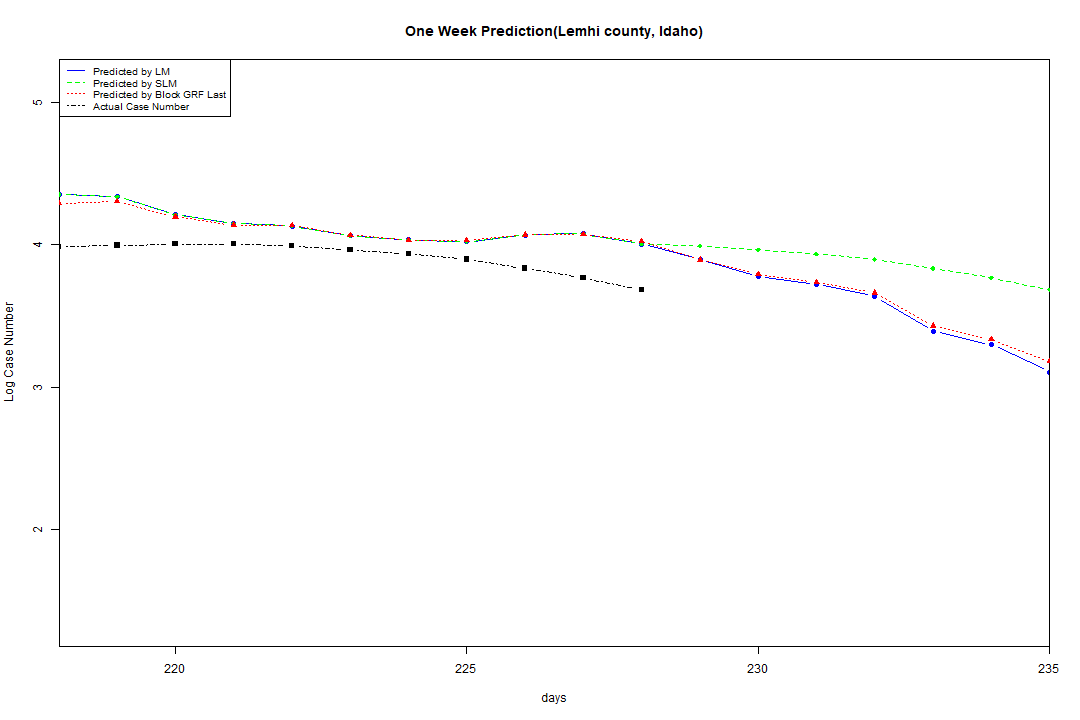 One Week Prediction(Lemhi county, Idaho)
Predicted by LM
Predicted by SLM
Predicted by Block GRF Last
Actual Case Number
5
4
3
2
Log Case Number
220
225
230
235
days